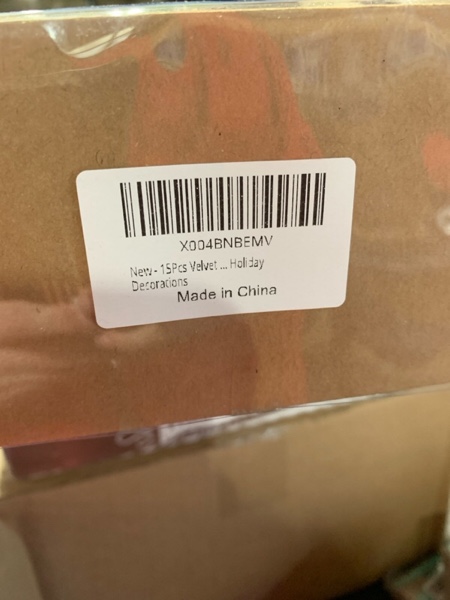 X004BNBEMV
New - 15Pcs Velvet ... Holiday
Decorations
Made in China